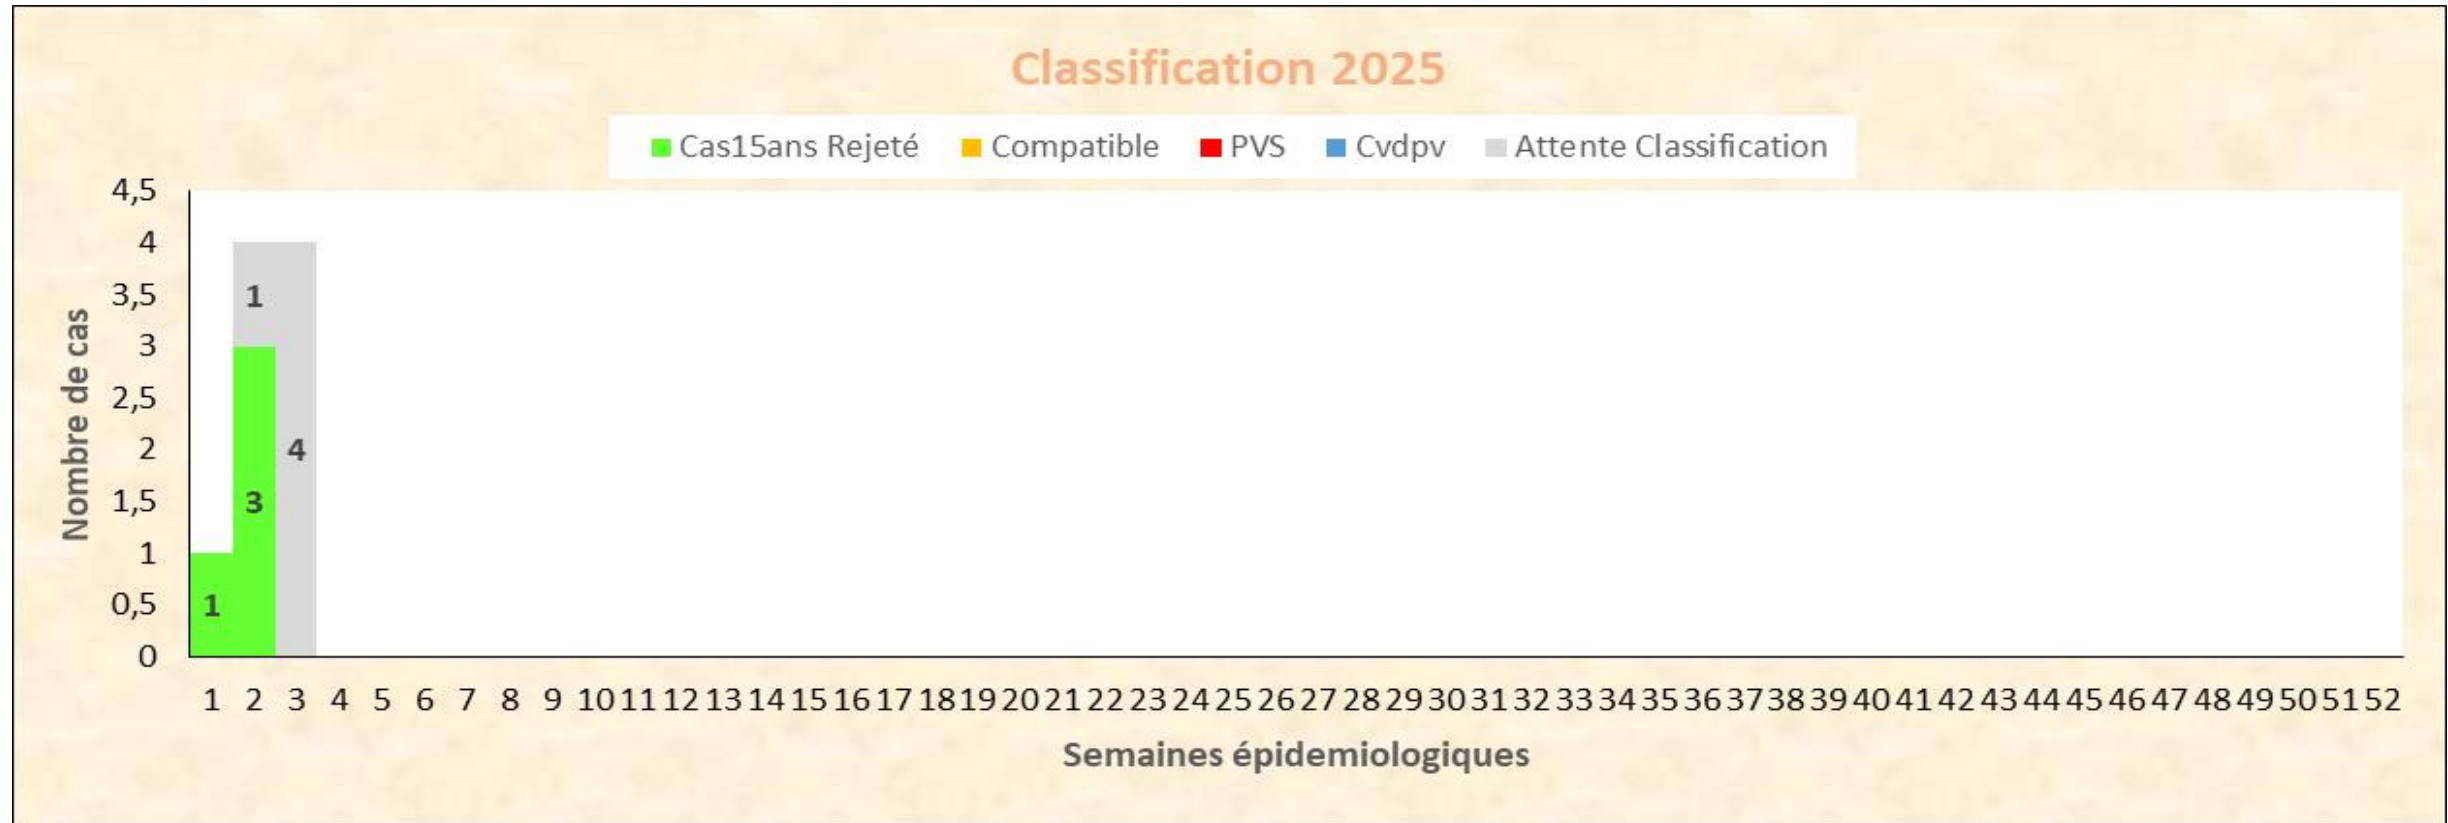 Classification 2025
Cas15ans Rejeté Compatible PVS Cvdpv Attente Classification
Nombre de cas
4,5
4
3,5
3
2,5
2
1,5
1
0,5
0
1
3
1
4
1 2 3 4 5 6 7 8 9 10 11 12 13 14 15 16 17 18 19 20 21 22 23 24 25 26 27 28 29 30 31 32 33 34 35 36 37 38 39 40 41 42 43 44 45 46 47 48 49 50 51 52
Semaines épidemiologiques